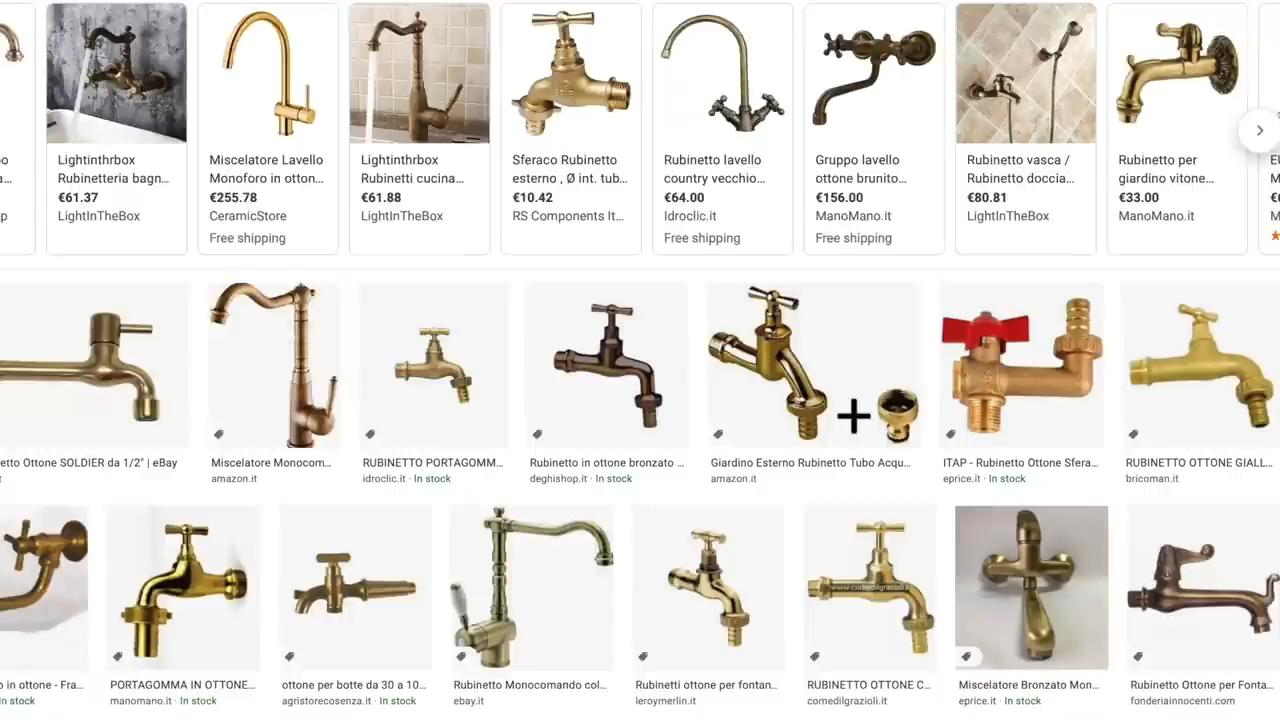 Lightinthrbox
Rubinetteria bagn...
€61.37
LightInTheBox
Miscelatore Lavello
Monoforo in otton...
€255.78
CeramicStore
Free shipping
Lightinthrbox
Rubinetti cucina...
€61.88
LightInTheBox
Sferaco Rubinetto
esterno , Ø int. tub...
€10.42
RS Components It...
Rubinetto lavello
country vecchio...
€64.00
Idroclic.it
Free shipping
Gruppo lavello
ottone brunito...
€156.00
ManoMano.it
Free shipping
Rubinetto vasca /
Rubinetto doccia...
€80.81
LightInTheBox
Rubinetto per
giardino vitone...
€33.00
ManoMano.it
etto Ottone SOLDIER da 1/2" | eBay
Miscelatore Monocom...
amazon.it
RUBINETTO PORTAGOMM...
idroclic.it · In stock
Rubinetto in ottone bronzato ...
deghishop.it · In stock
+
Giardino Esterno Rubinetto Tubo Acqu...
amazon.it
ITAP - Rubinetto Ottone Sfera...
eprice.it · In stock
RUBINETTO OTTONE GIALL...
bricoman.it
o in ottone - Fra...
In stock
PORTAGOMMA IN OTTONE...
manomano.it · In stock
ottone per botte da 30 a 10...
agristorecosenza.it · In stock
Rubinetto Monocomando col...
ebay.it
Rubinetti ottone per fontan...
leroymerlin.it
www.comedilgrazioli.it
RUBINETTO OTTONE C...
comedilgrazioli.it
Miscelatore Bronzato Mon...
eprice.it · In stock
Rubinetto Ottone per Fonta...
fonderiainnocenti.com